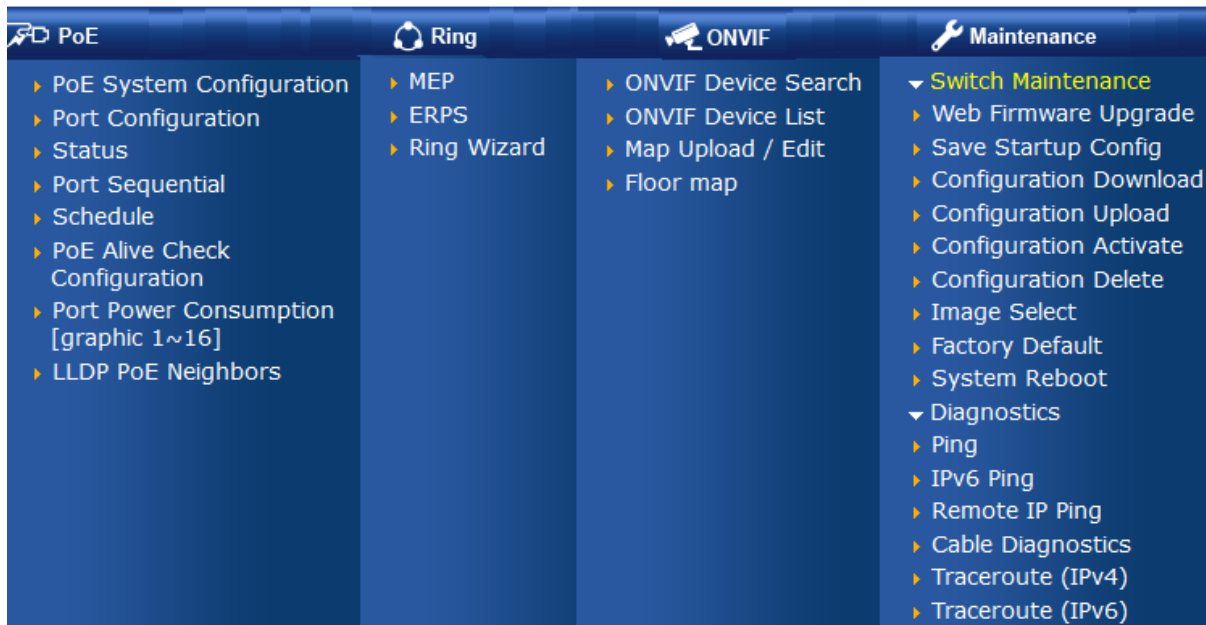 PoE
PoE System Configuration
Port Configuration
Status
Port Sequential
Schedule
PoE Alive Check
Configuration
Port Power Consumption
[graphic 1~16]
LLDP PoE Neighbors
Ring
MEP
ERPS
Ring Wizard
ONVIF
ONVIF Device Search
ONVIF Device List
Map Upload / Edit
Floor map
Maintenance
Switch Maintenance
Web Firmware Upgrade
Save Startup Config
Configuration Download
Configuration Upload
Configuration Activate
Configuration Delete
Image Select
Factory Default
System Reboot
Diagnostics
Ping
IPv6 Ping
Remote IP Ping
Cable Diagnostics
Traceroute (IPv4)
Traceroute (IPv6)